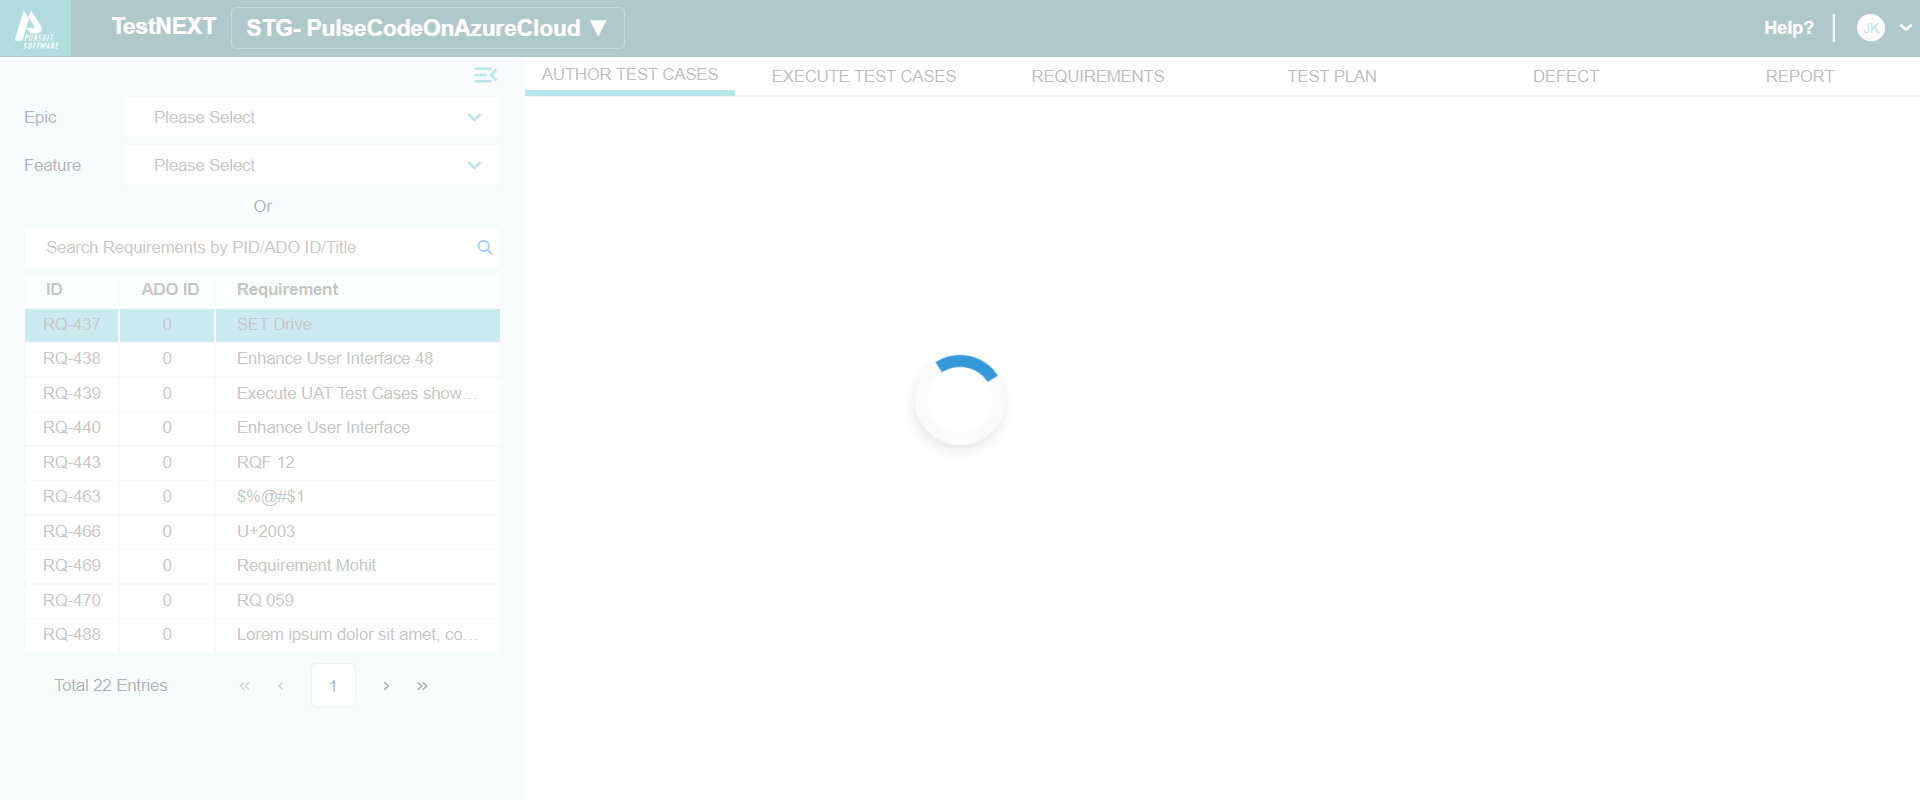 PURSUIT
SOFTWARE
TestNEXT
STG- PulseCodeOnAzureCloud ▼
Help?
JK
AUTHOR TEST CASES
EXECUTE TEST CASES
REQUIREMENTS
TEST PLAN
DEFECT
REPORT
Epic
Please Select
Feature
Please Select
Or
Search Requirements by PID/ADO ID/Title
ID ADO ID Requirement
RQ-437 0 SET Drive
RQ-438 0 Enhance User Interface 48
RQ-439 0 Execute UAT Test Cases show...
RQ-440 0 Enhance User Interface
RQ-443 0 RQF 12
RQ-463 0 $%@#$1
RQ-466 0 U+2003
RQ-469 0 Requirement Mohit
RQ-470 0 RQ 059
RQ-488 0 Lorem ipsum dolor sit amet, co...
Total 22 Entries « ‹ 1 › »